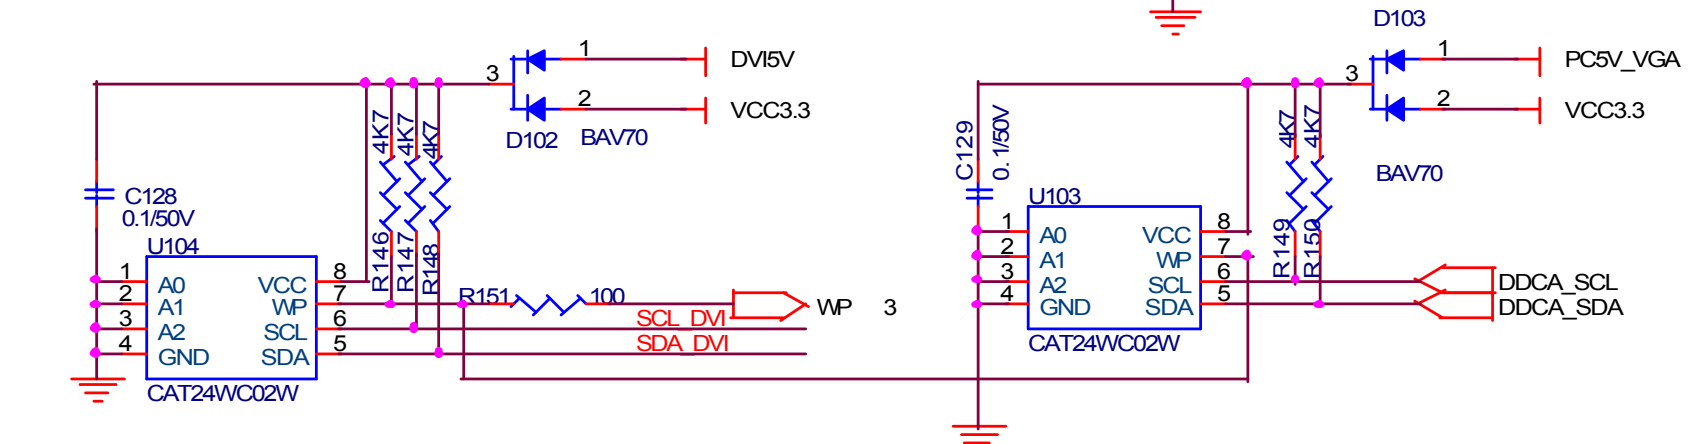 D103
1
DVI5V
3
2
VCC3.3
D102
BAV70
1
PC5V_VGA
3
2
VCC3.3
BAV70
4K7
4K7
4K7
C128
0.1/50V
R146
R147
R148
U104
1
A0
VCC
8
2
A1
WP
7
3
A2
SCL
6
4
GND
SDA
5
CAT24WC02W
R151
100
WP
3
SCL_DVI
SDA_DVI
C129
0.1/50V
4K7
4K7
U103
1
A0
VCC
8
2
A1
WP
7
3
A2
SCL
6
4
GND
SDA
5
CAT24WC02W
R149
R150
DDCA_SCL
DDCA_SDA